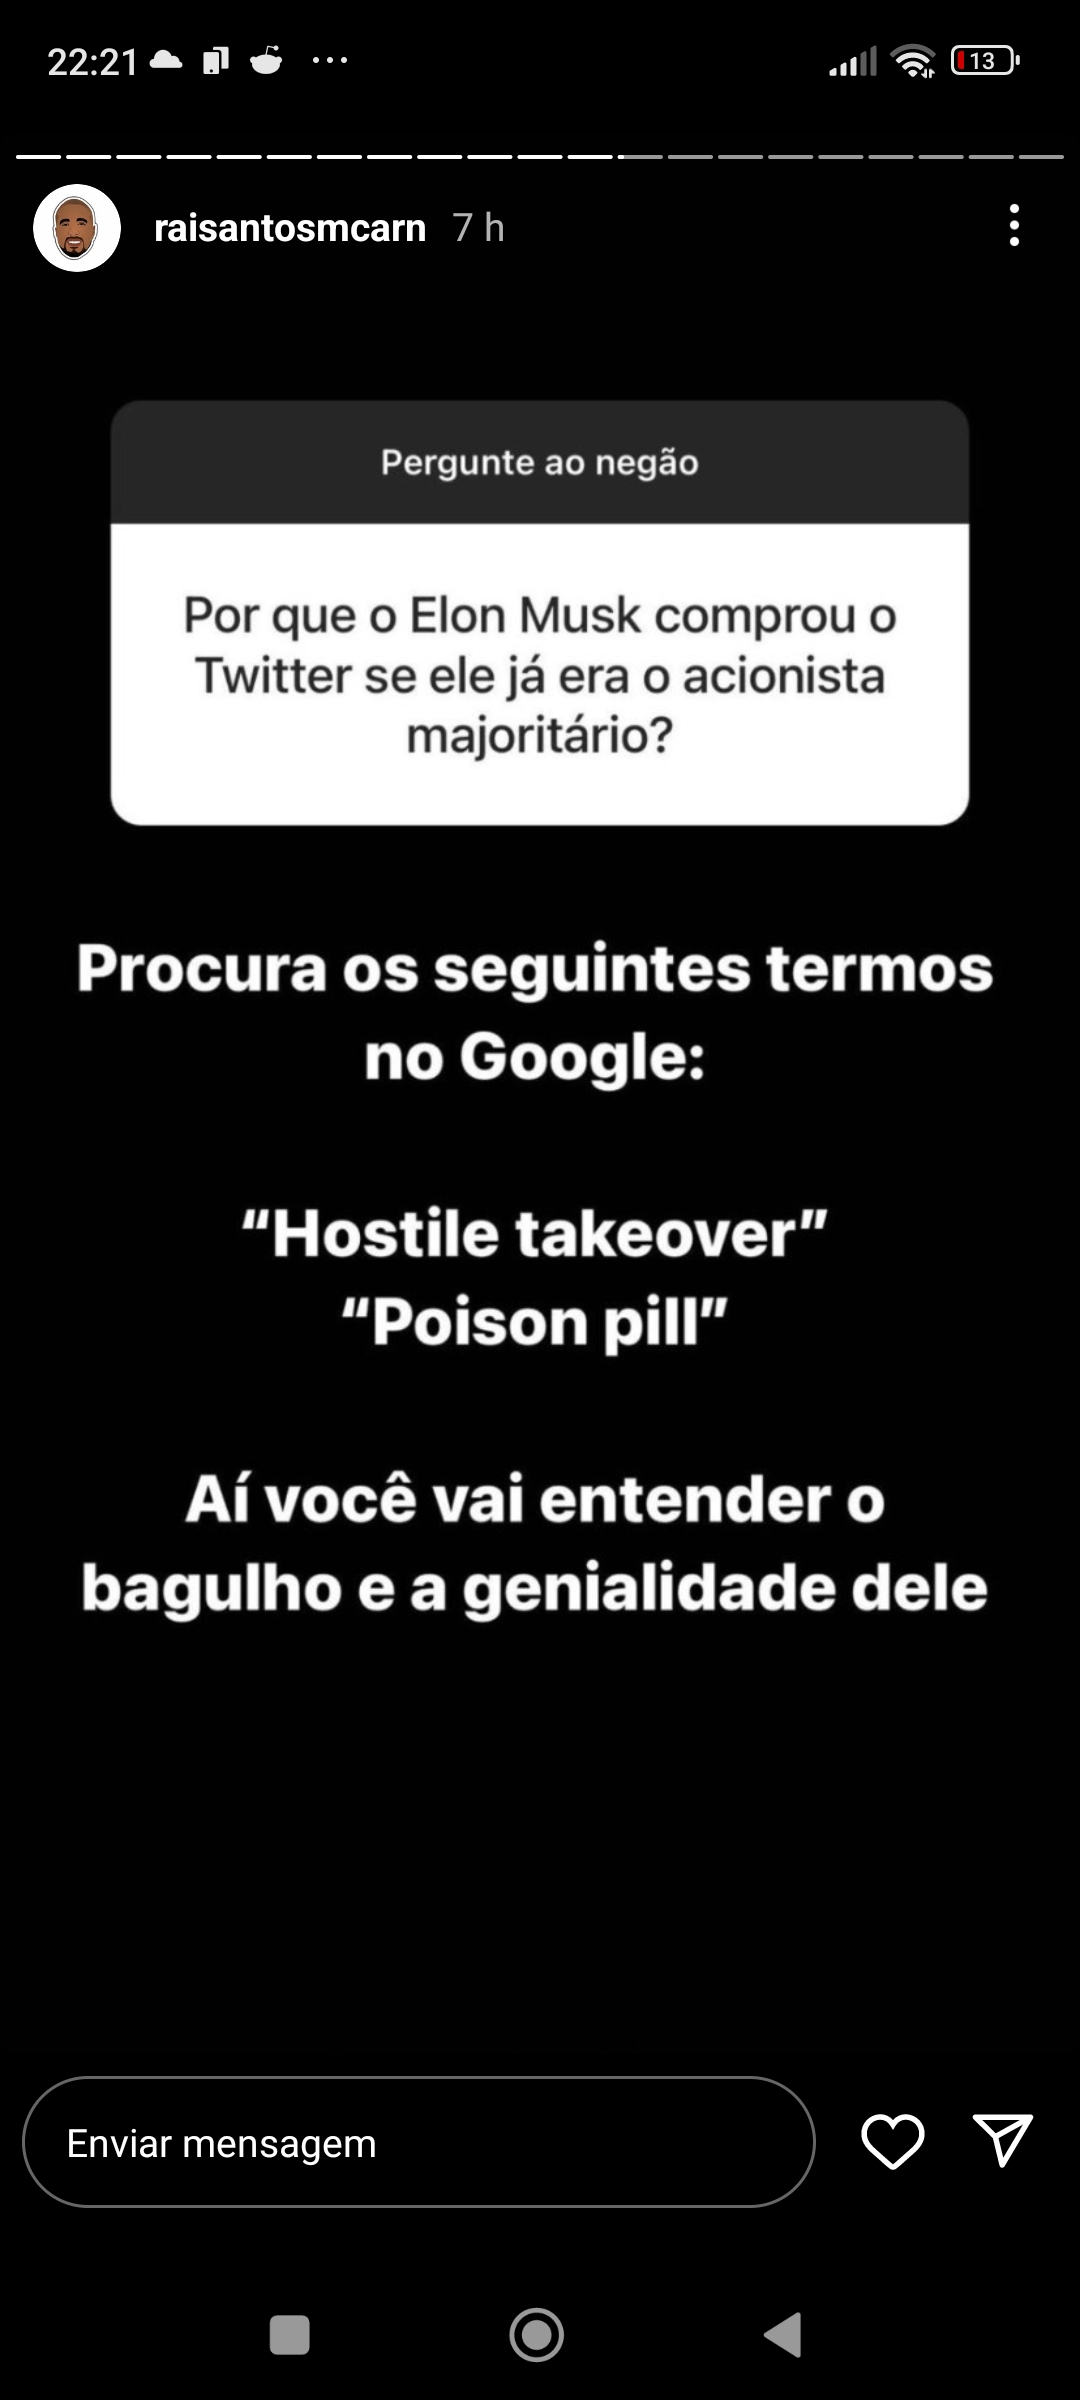 22:21
13
raisantosmcarn 7 h
Pergunte ao negão
Por que o Elon Musk comprou o
Twitter se ele já era o acionista
majoritário?
Procura os seguintes termos
no Google:
“Hostile takeover”
“Poison pill”
Aí você vai entender o
bagulho e a genialidade dele
Enviar mensagem